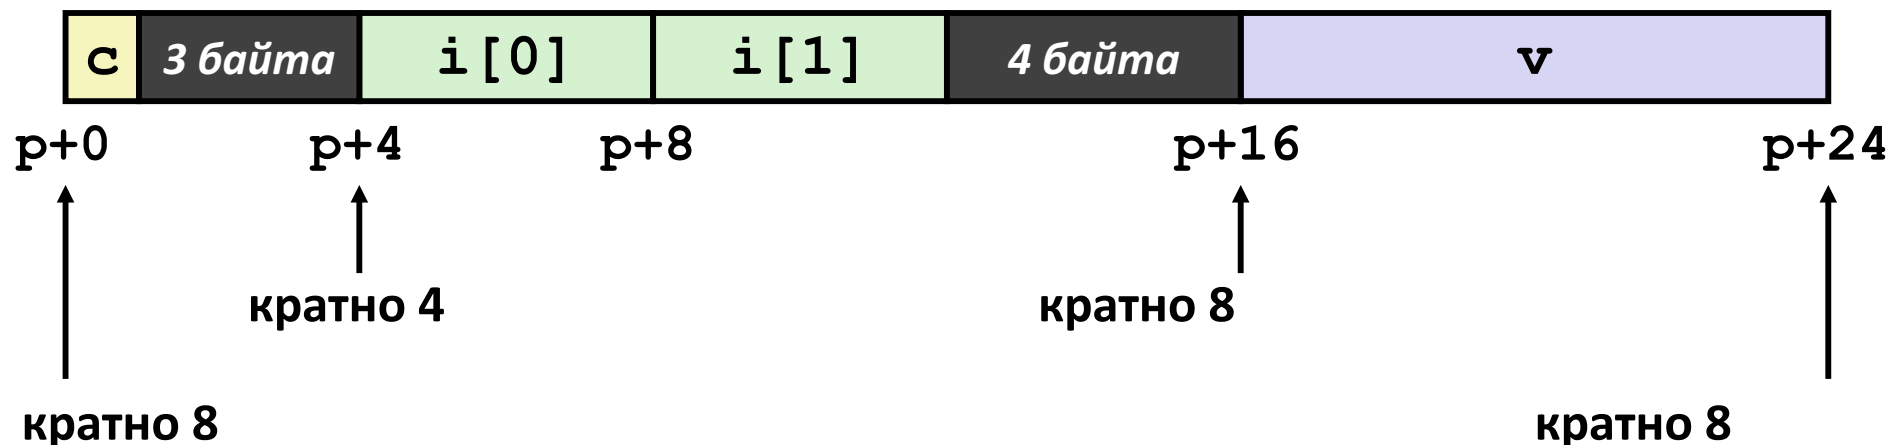 c 3 байта i[0] i[1] 4 байта v
p+0 p+4 p+8 p+16 p+24
кратно 4 кратно 8
кратно 8 кратно 8